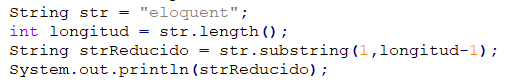 String str = "eloquent";
int longitud = str.length();
String strReducido = str.substring(1,longitud-1);
System.out.println(strReducido);